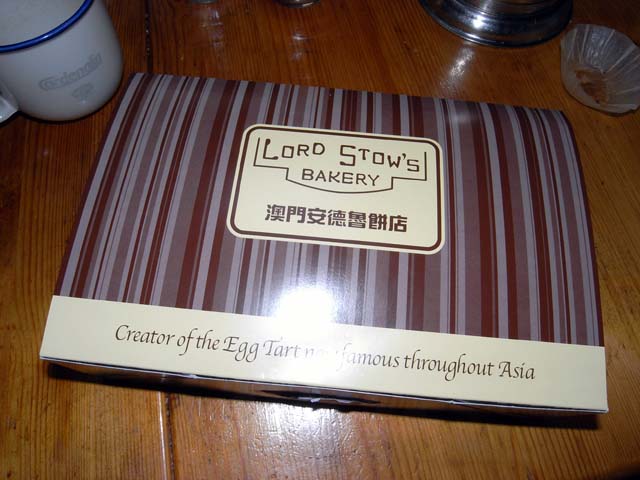 LORD STOW'S
BAKERY
澳門安德魯餅店
Creator of the Egg Tart famous throughout Asia